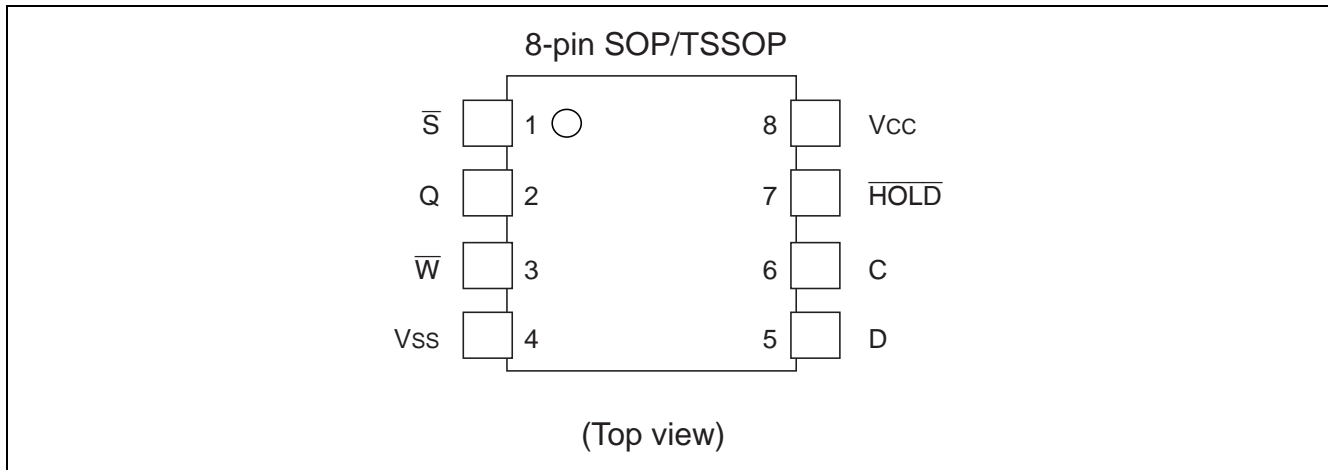 8-pin SOP/TSSOP
S̅ 1 8 VCC
Q 2 7 H̅O̅L̅D̅
W̅ 3 6 C
VSS 4 5 D
(Top view)